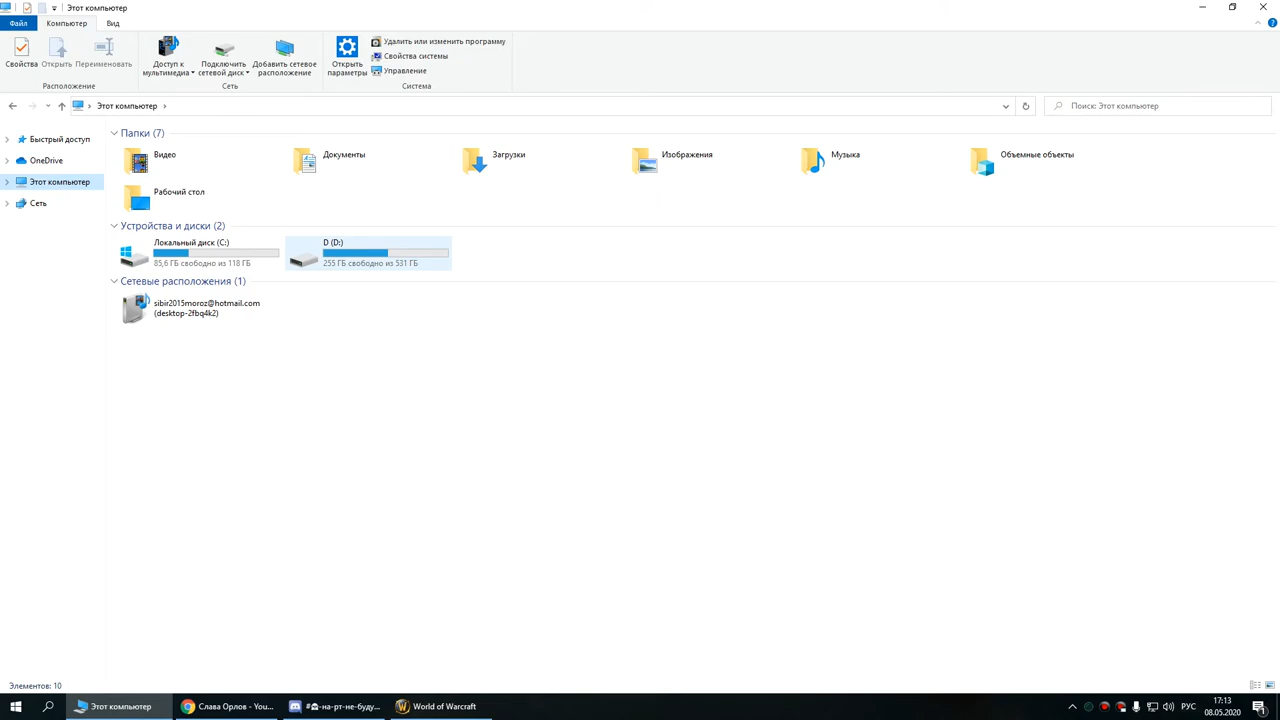 Этот компьютер
Файл
Компьютер
Вид
Свойства
Открыть
Переименовать
Расположение
Доступ к
мультимедиа
Подключить
сетевой диск
Добавить сетевое
расположение
Сеть
Открыть
параметры
Удалить или изменить программу
Свойства системы
Управление
Система
Этот компьютер
Поиск: Этот компьютер
Быстрый доступ
OneDrive
Этот компьютер
Сеть
Папки (7)
Видео
Документы
Загрузки
Изображения
Музыка
Объемные объекты
Рабочий стол
Устройства и диски (2)
Локальный диск (C:)
85,6 ГБ свободно из 118 ГБ
D (D:)
255 ГБ свободно из 531 ГБ
Сетевые расположения (1)
sibir2015moroz@hotmail.com
(desktop-2fbq4k2)
Элементов: 10
Этот компьютер
Слава Орлов - You...
-на-рт-не-буду...
World of Warcraft
РУС
17:13
08.05.2020